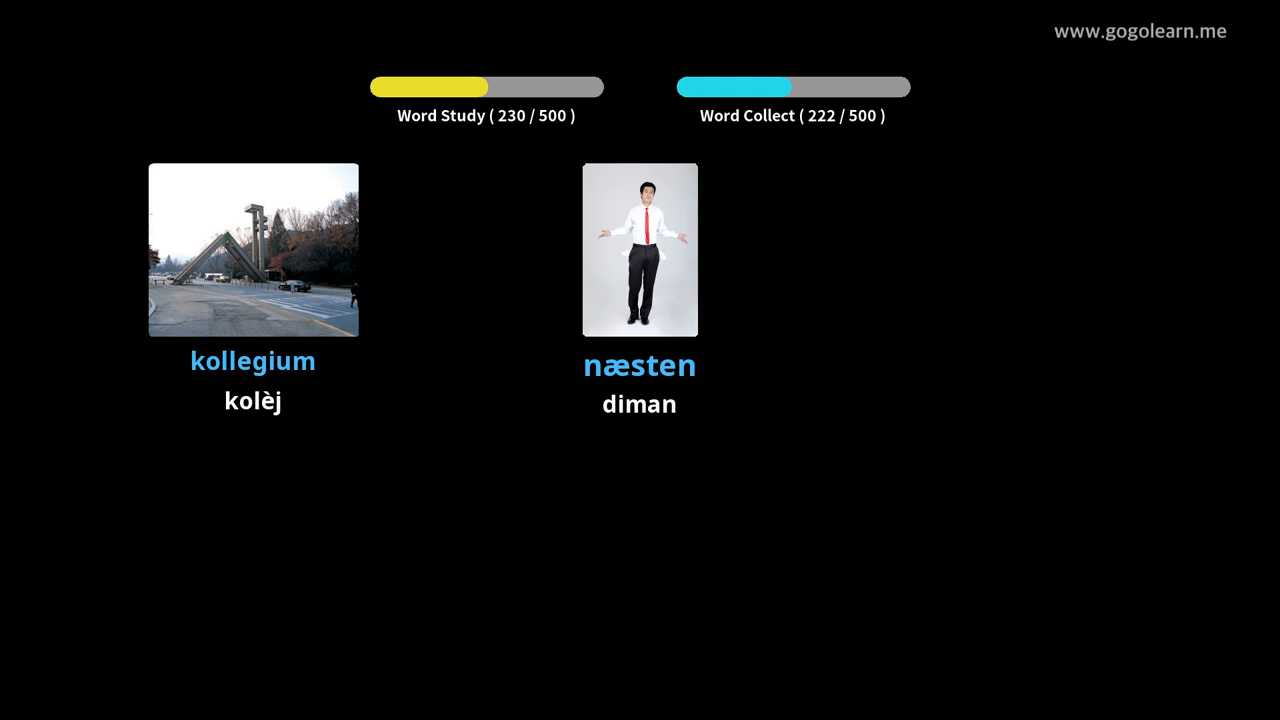 www.gogolearn.me
Word Study ( 230 / 500 )
Word Collect ( 222 / 500 )
kollegium
kolèj
næsten
diman